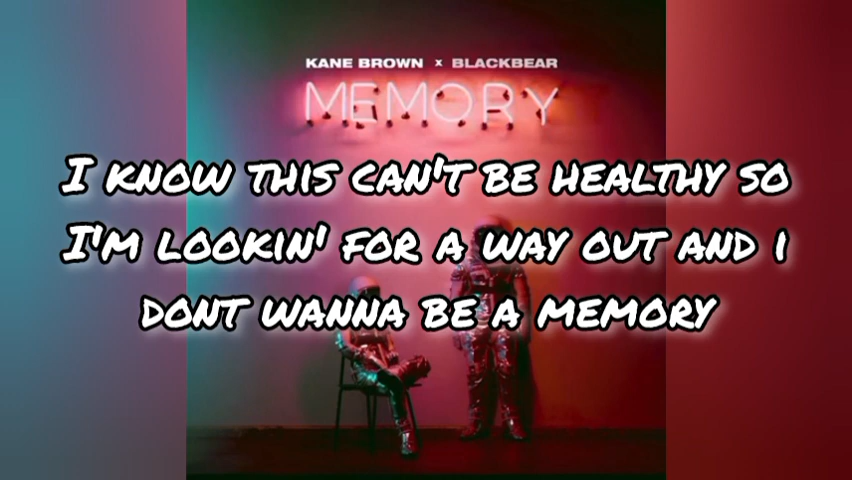 KANE BROWN x BLACKBEAR
MEMORY
I KNOW THIS CAN'T BE HEALTHY SO
I'M LOOKIN' FOR A WAY OUT AND I
DONT WANNA BE A MEMORY